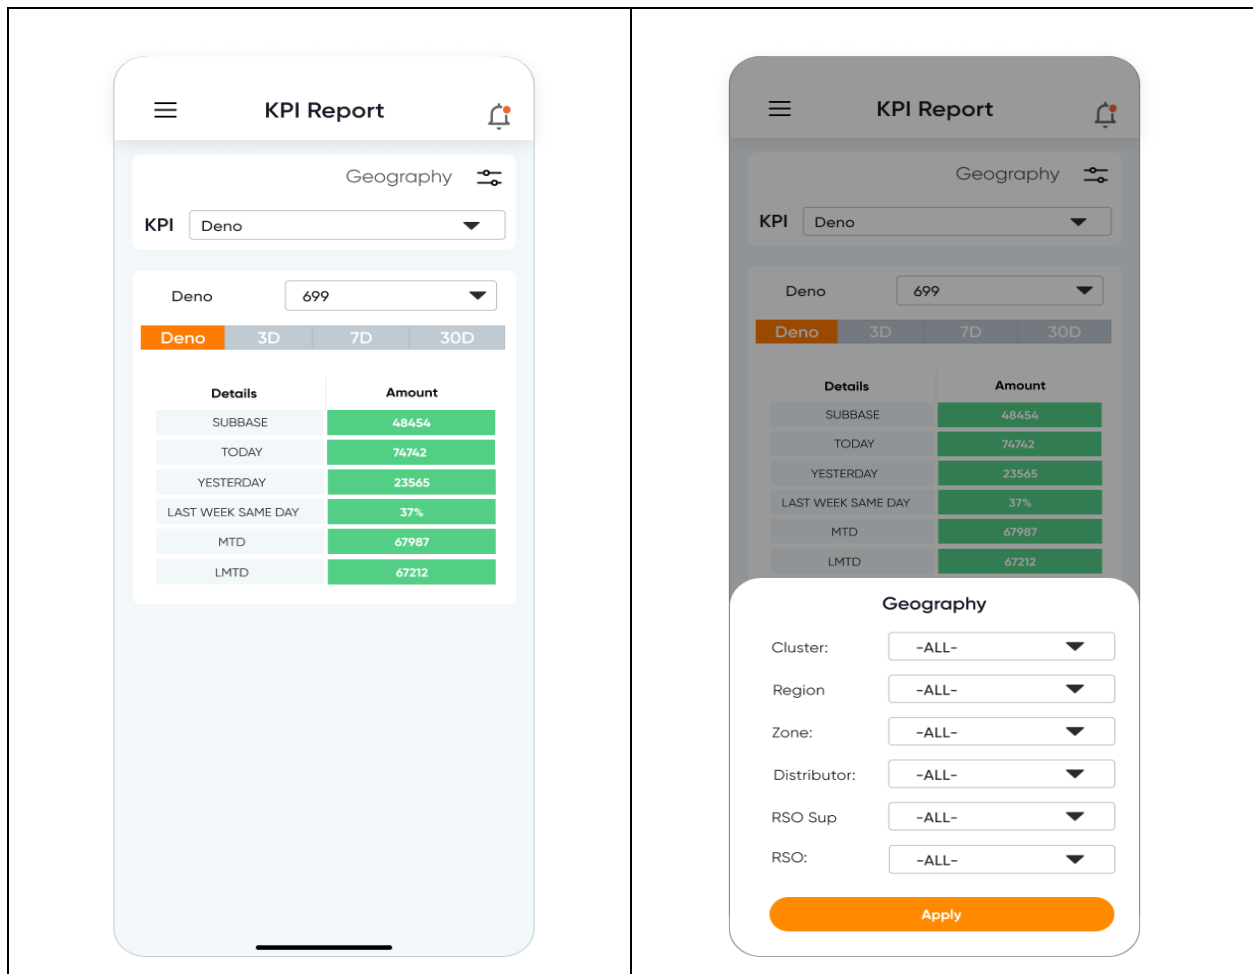 KPI Report
Geography
KPI Deno
Deno 699
Deno 3D 7D 30D
Details Amount
SUBBASE 48454
TODAY 74742
YESTERDAY 23565
LAST WEEK SAME DAY 37%
MTD 67987
LMTD 67212
KPI Report
Geography
KPI Deno
Deno 699
Deno 3D 7D 30D
Details Amount
SUBBASE 48454
TODAY 74742
YESTERDAY 23565
LAST WEEK SAME DAY 37%
MTD 67987
LMTD 67212
Geography
Cluster: -ALL-
Region -ALL-
Zone: -ALL-
Distributor: -ALL-
RSO Sup -ALL-
RSO: -ALL-
Apply